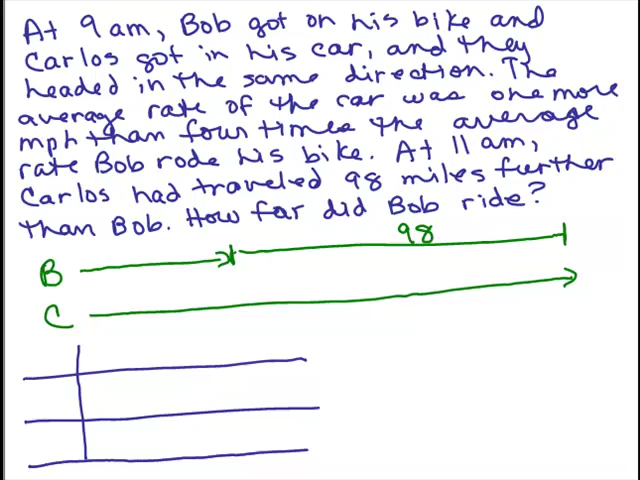 At 9 am, Bob got on his bike and
Carlos got in his car, and they
headed in the same direction. The
average rate of the car was one more
mph than four times the average
rate Bob rode his bike. At 11 am,
Carlos had traveled 98 miles further
than Bob. How far did Bob ride?
98
B
C